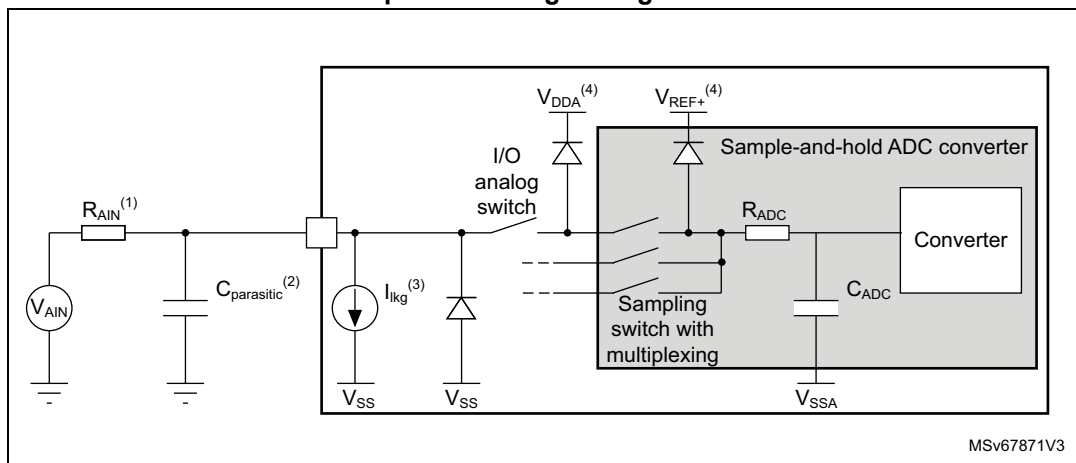 V_DDA^(4)
V_REF+^(4)
Sample-and-hold ADC converter
I/O
analog
switch
R_AIN^(1)
R_ADC
Converter
C_parasitic^(2)
I_lkg^(3)
V_AIN
C_ADC
Sampling
switch with
multiplexing
V_SS
V_SS
V_SSA
MSv67871V3